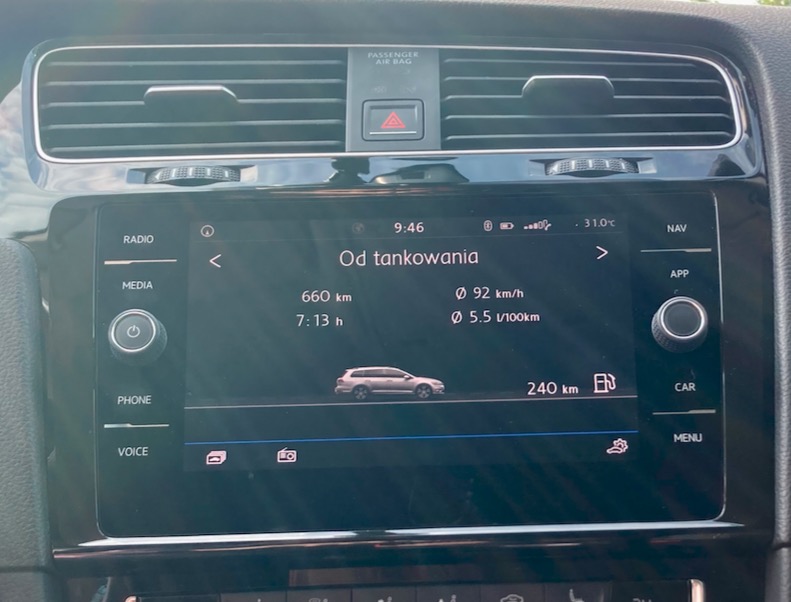 PASSENGER
AIR BAG
RADIO
MEDIA
PHONE
VOICE
9:46
31.0°C
< Od tankowania >
660 km
Ø 92 km/h
7:13 h
Ø 5.5 l/100km
240 km
NAV
APP
CAR
MENU